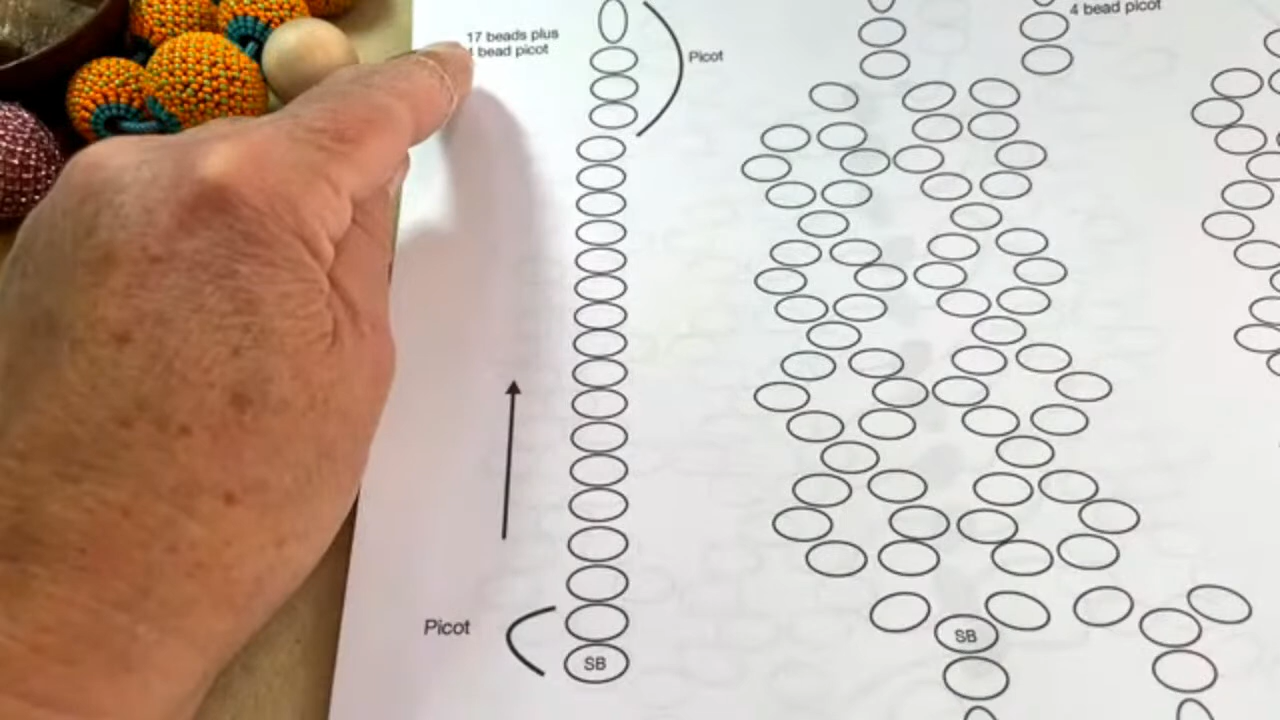 17 beads plus
bead picot
Picot
4 bead picot
Picot
SB
SB